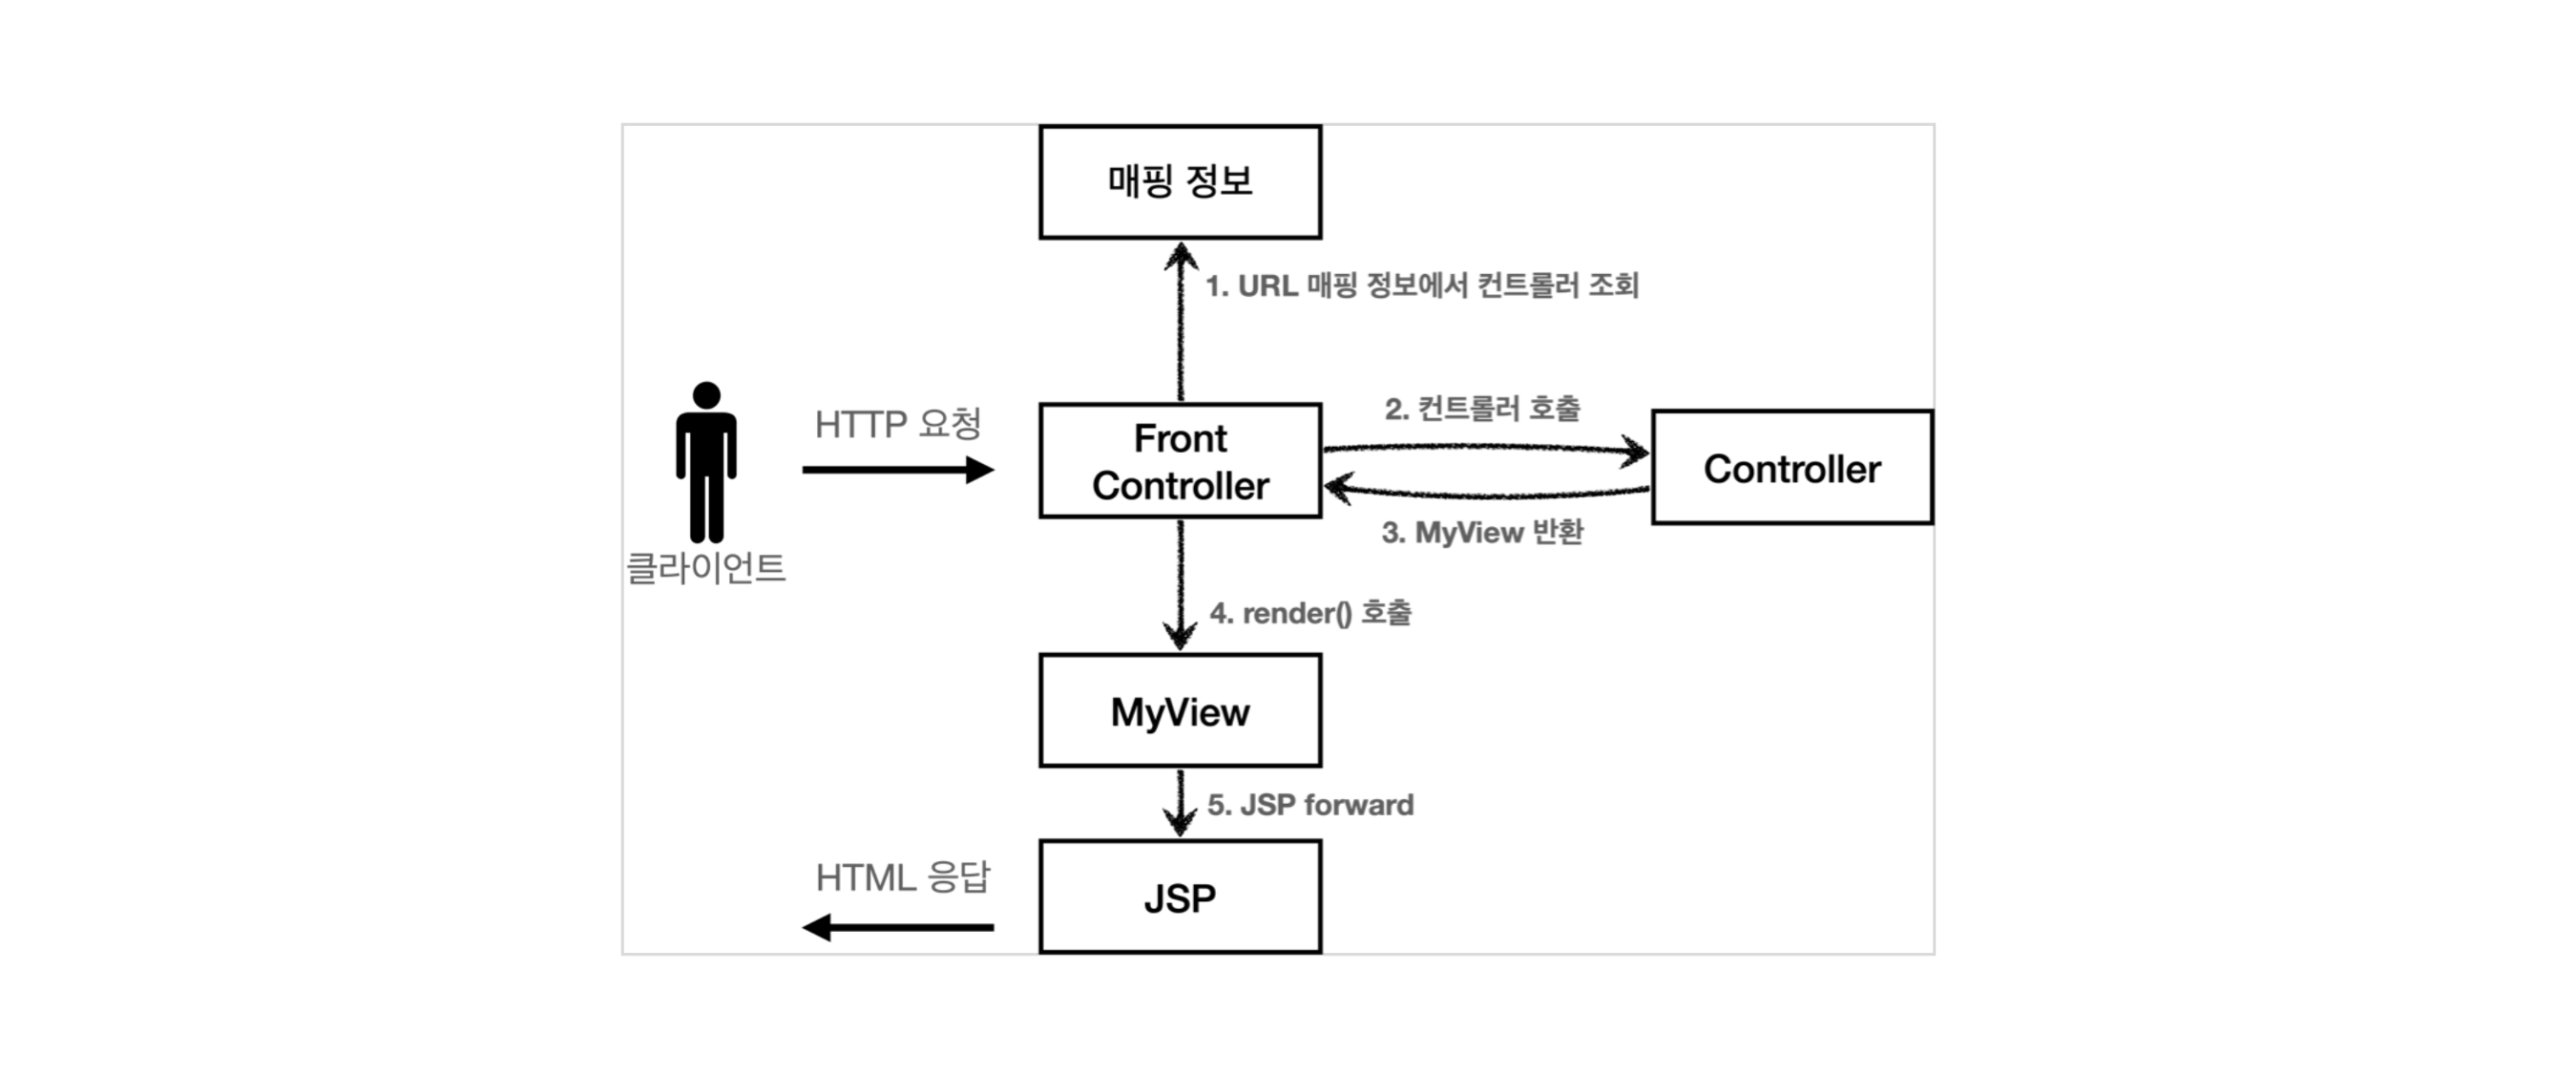 매핑 정보
1. URL 매핑 정보에서 컨트롤러 조회
HTTP 요청
클라이언트
Front
Controller
2. 컨트롤러 호출
Controller
3. MyView 반환
4. render() 호출
MyView
5. JSP forward
HTML 응답
JSP